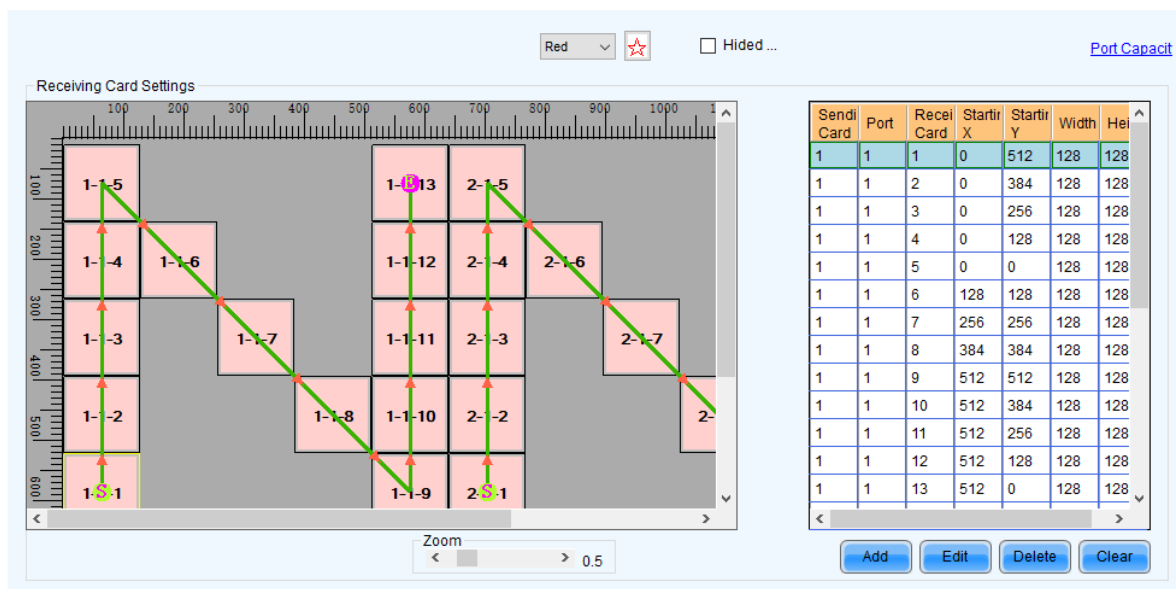 Red
Hided ...
Port Capacit
Receiving Card Settings
100 200 300 400 500 600 700 800 900 1000 1
100
200
300
400
500
600
1-1-5 1-1-13 2-1-5
1-1-4 1-1-6 1-1-12 2-1-4 2-1-6
1-1-3 1-1-7 1-1-11 2-1-3 2-1-7
1-1-2 1-1-8 1-1-10 2-1-2 2-
1-1-1 1-1-9 2-1-1
S
E
S
Zoom
0.5
Sendi Card Port Recei Card Startir X Startir Y Width Hei
1 1 1 0 512 128 128
1 1 2 0 384 128 128
1 1 3 0 256 128 128
1 1 4 0 128 128 128
1 1 5 0 0 128 128
1 1 6 128 128 128 128
1 1 7 256 256 128 128
1 1 8 384 384 128 128
1 1 9 512 512 128 128
1 1 10 512 384 128 128
1 1 11 512 256 128 128
1 1 12 512 128 128 128
1 1 13 512 0 128 128
Add Edit Delete Clear